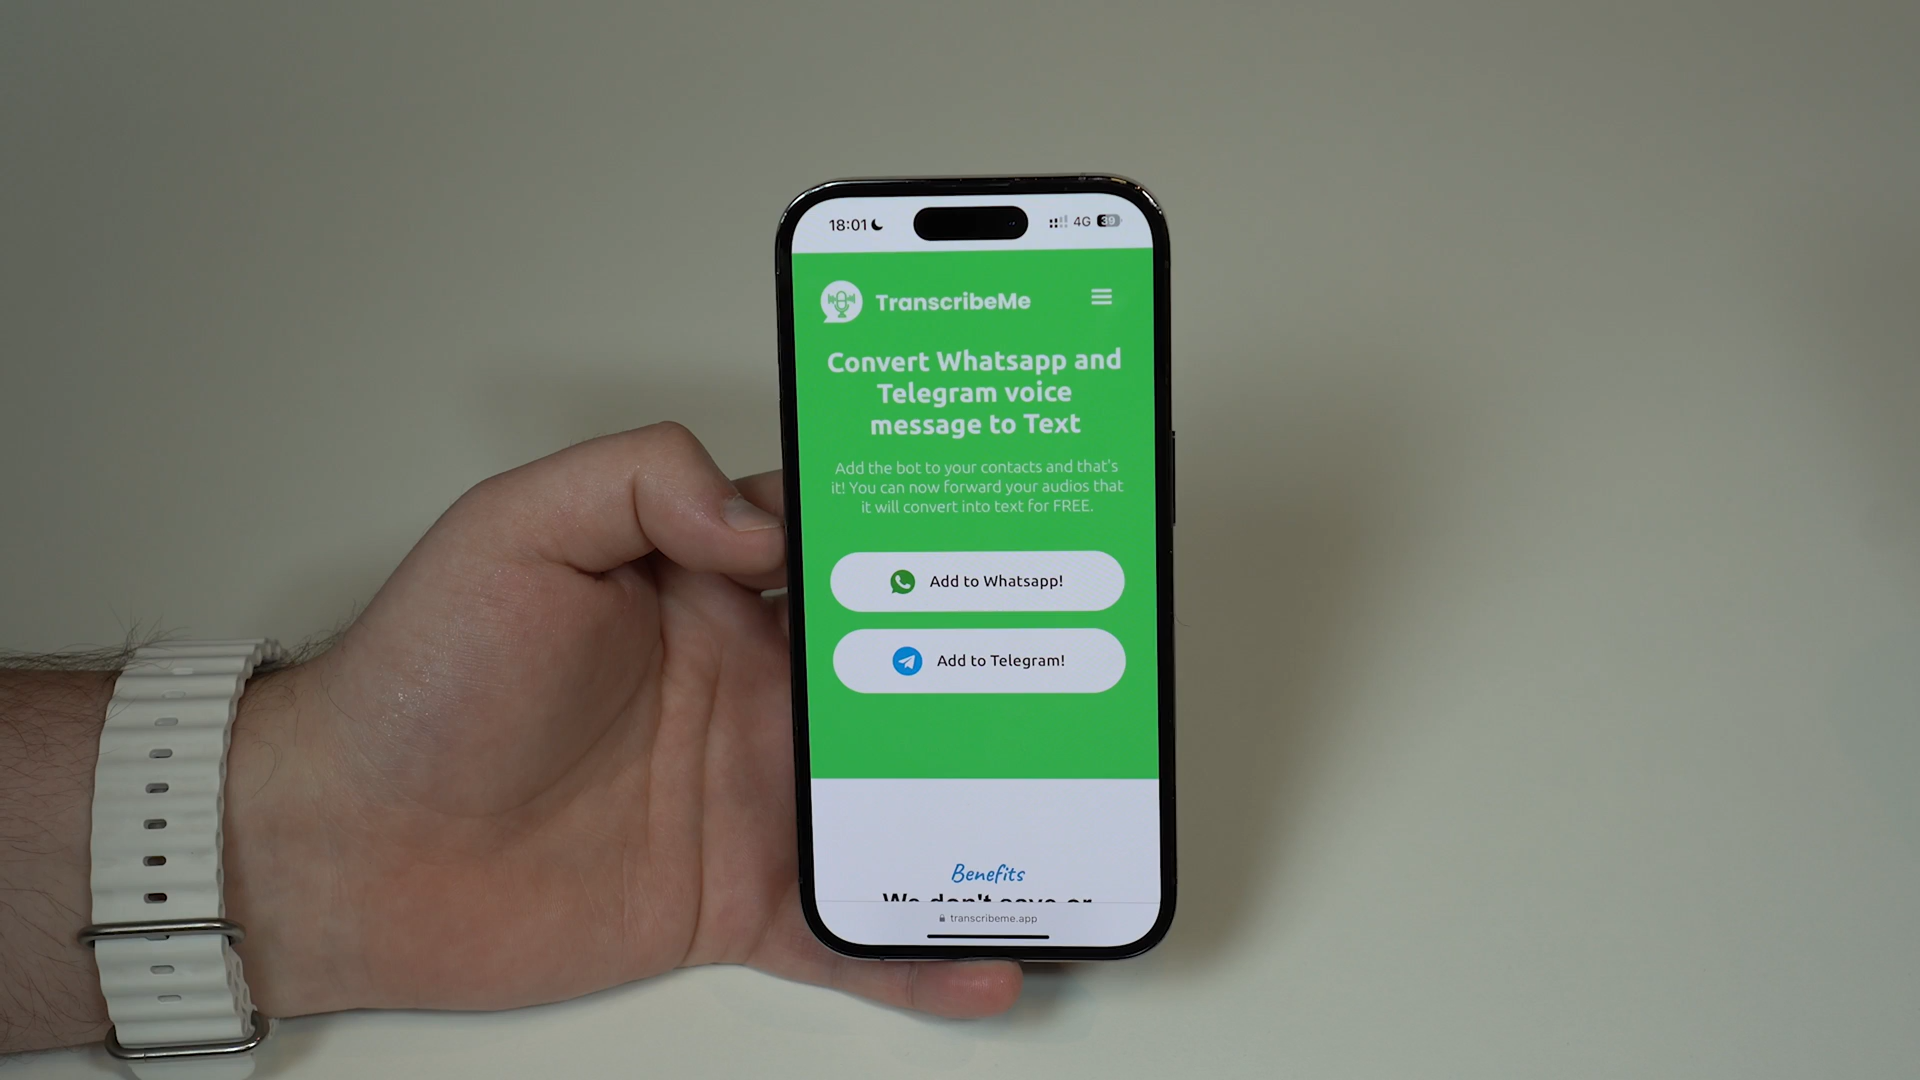 18:01 4G 39
TranscribeMe
Convert Whatsapp and
Telegram voice
message to Text
Add the bot to your contacts and that's
it! You can now forward your audios that
it will convert into text for FREE.
Add to Whatsapp!
Add to Telegram!
Benefits
We don't save or
transcribeme.app